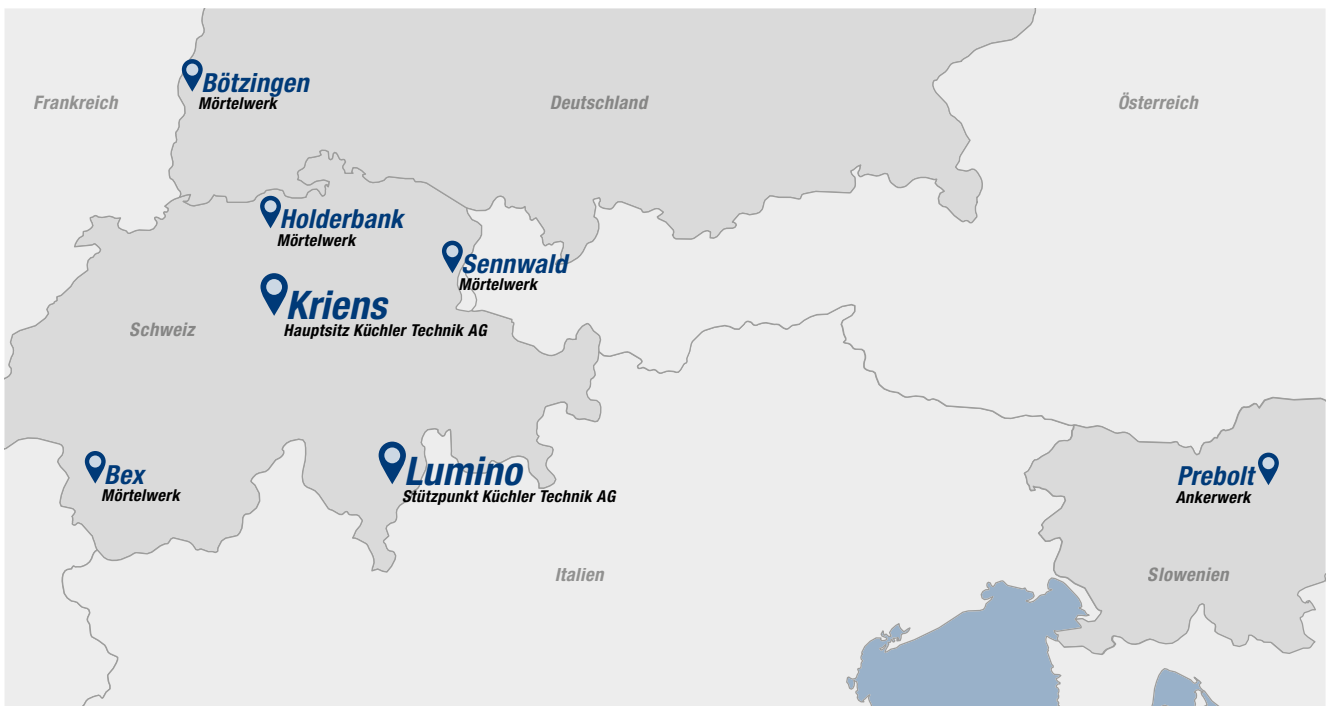 Bötzingen
Mörtelwerk
Frankreich
Deutschland
Österreich
Holderbank
Mörtelwerk
Sennwald
Mörtelwerk
Kriens
Hauptsitz Küchler Technik AG
Schweiz
Lumino
Stützpunkt Küchler Technik AG
Bex
Mörtelwerk
Prebolt
Ankerwerk
Italien
Slowenien